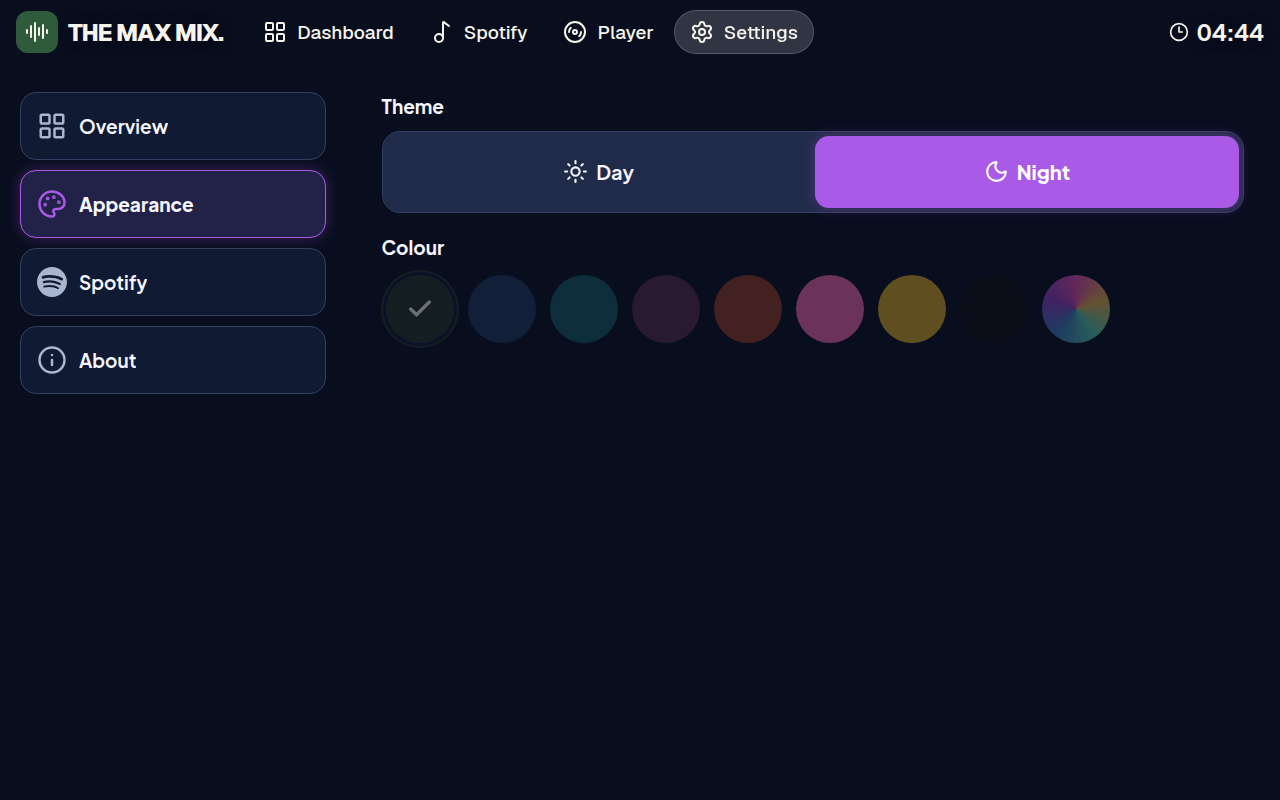 THE MAX MIX.
Dashboard
Spotify
Player
Settings
04:44
Overview
Appearance
Spotify
About
Theme
Day
Night
Colour